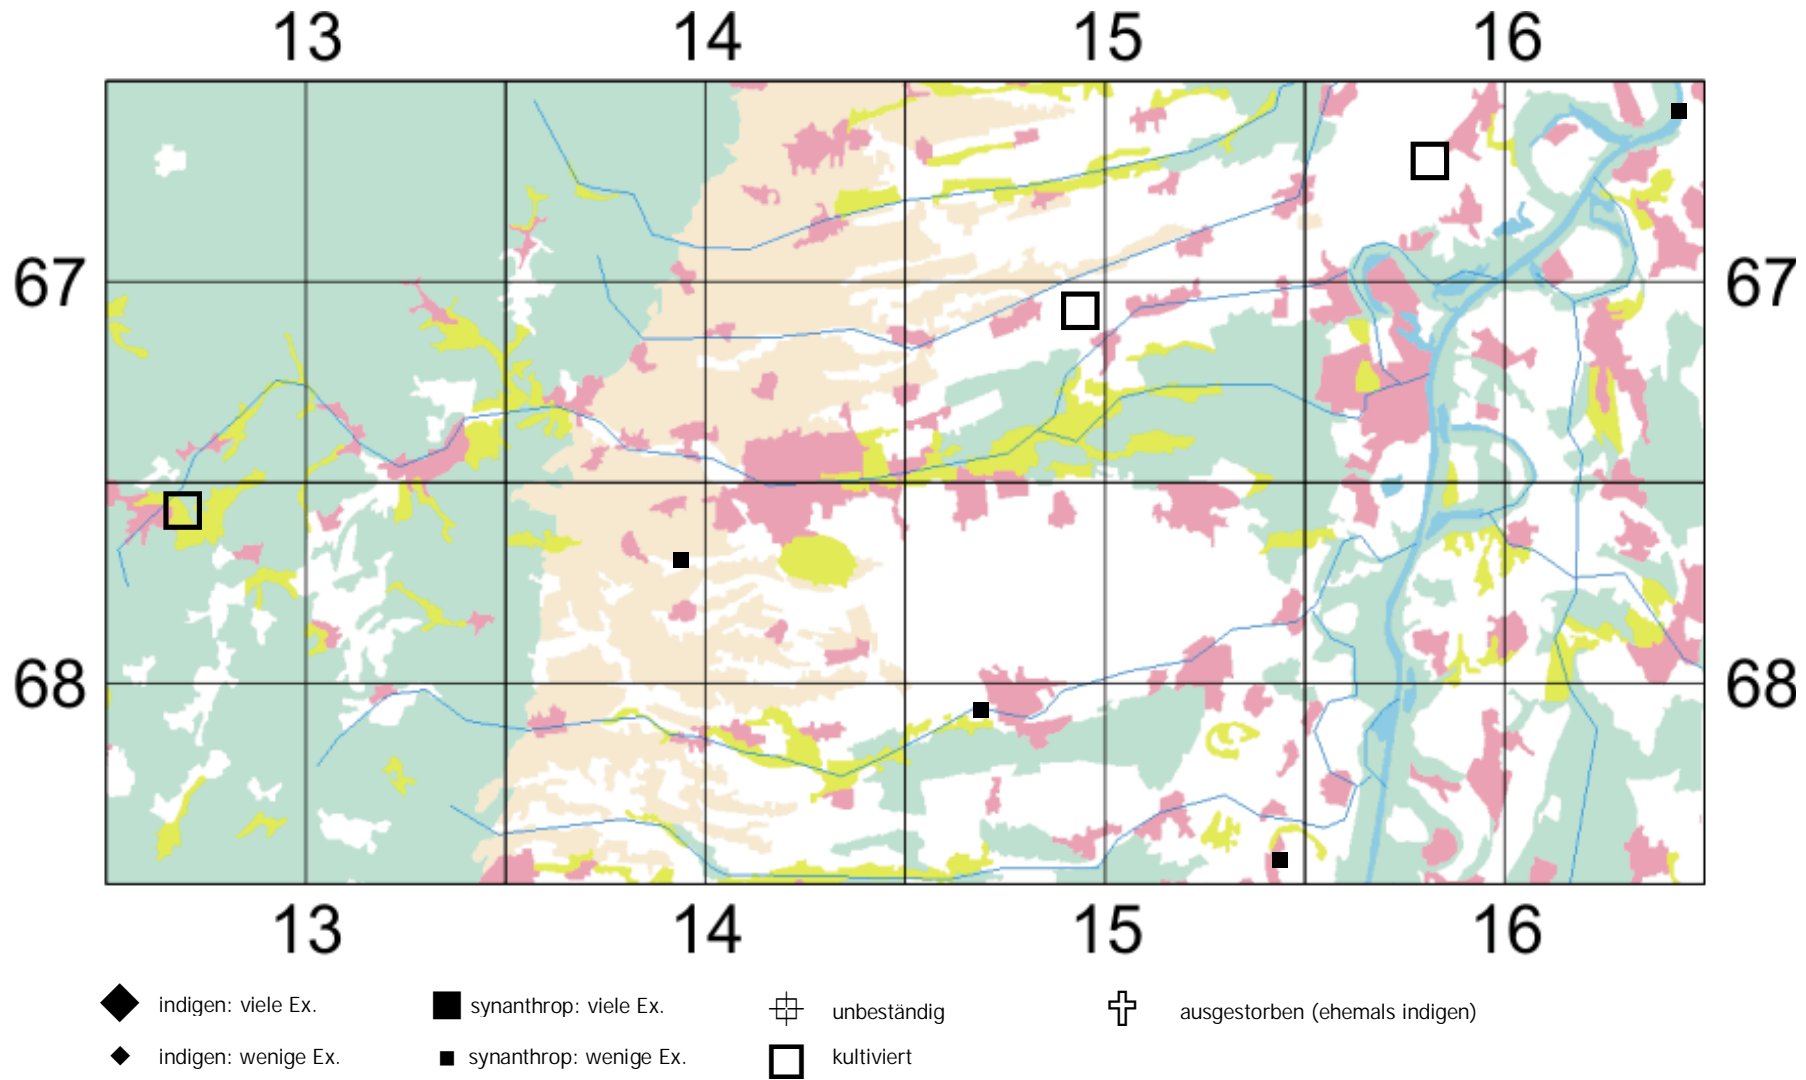 13 14 15 16
67 67
68 68
13 14 15 16
indigen: viele Ex. synanthrop: viele Ex. unbeständig ausgestorben (ehemals indigen)
indigen: wenige Ex. synanthrop: wenige Ex. kultiviert